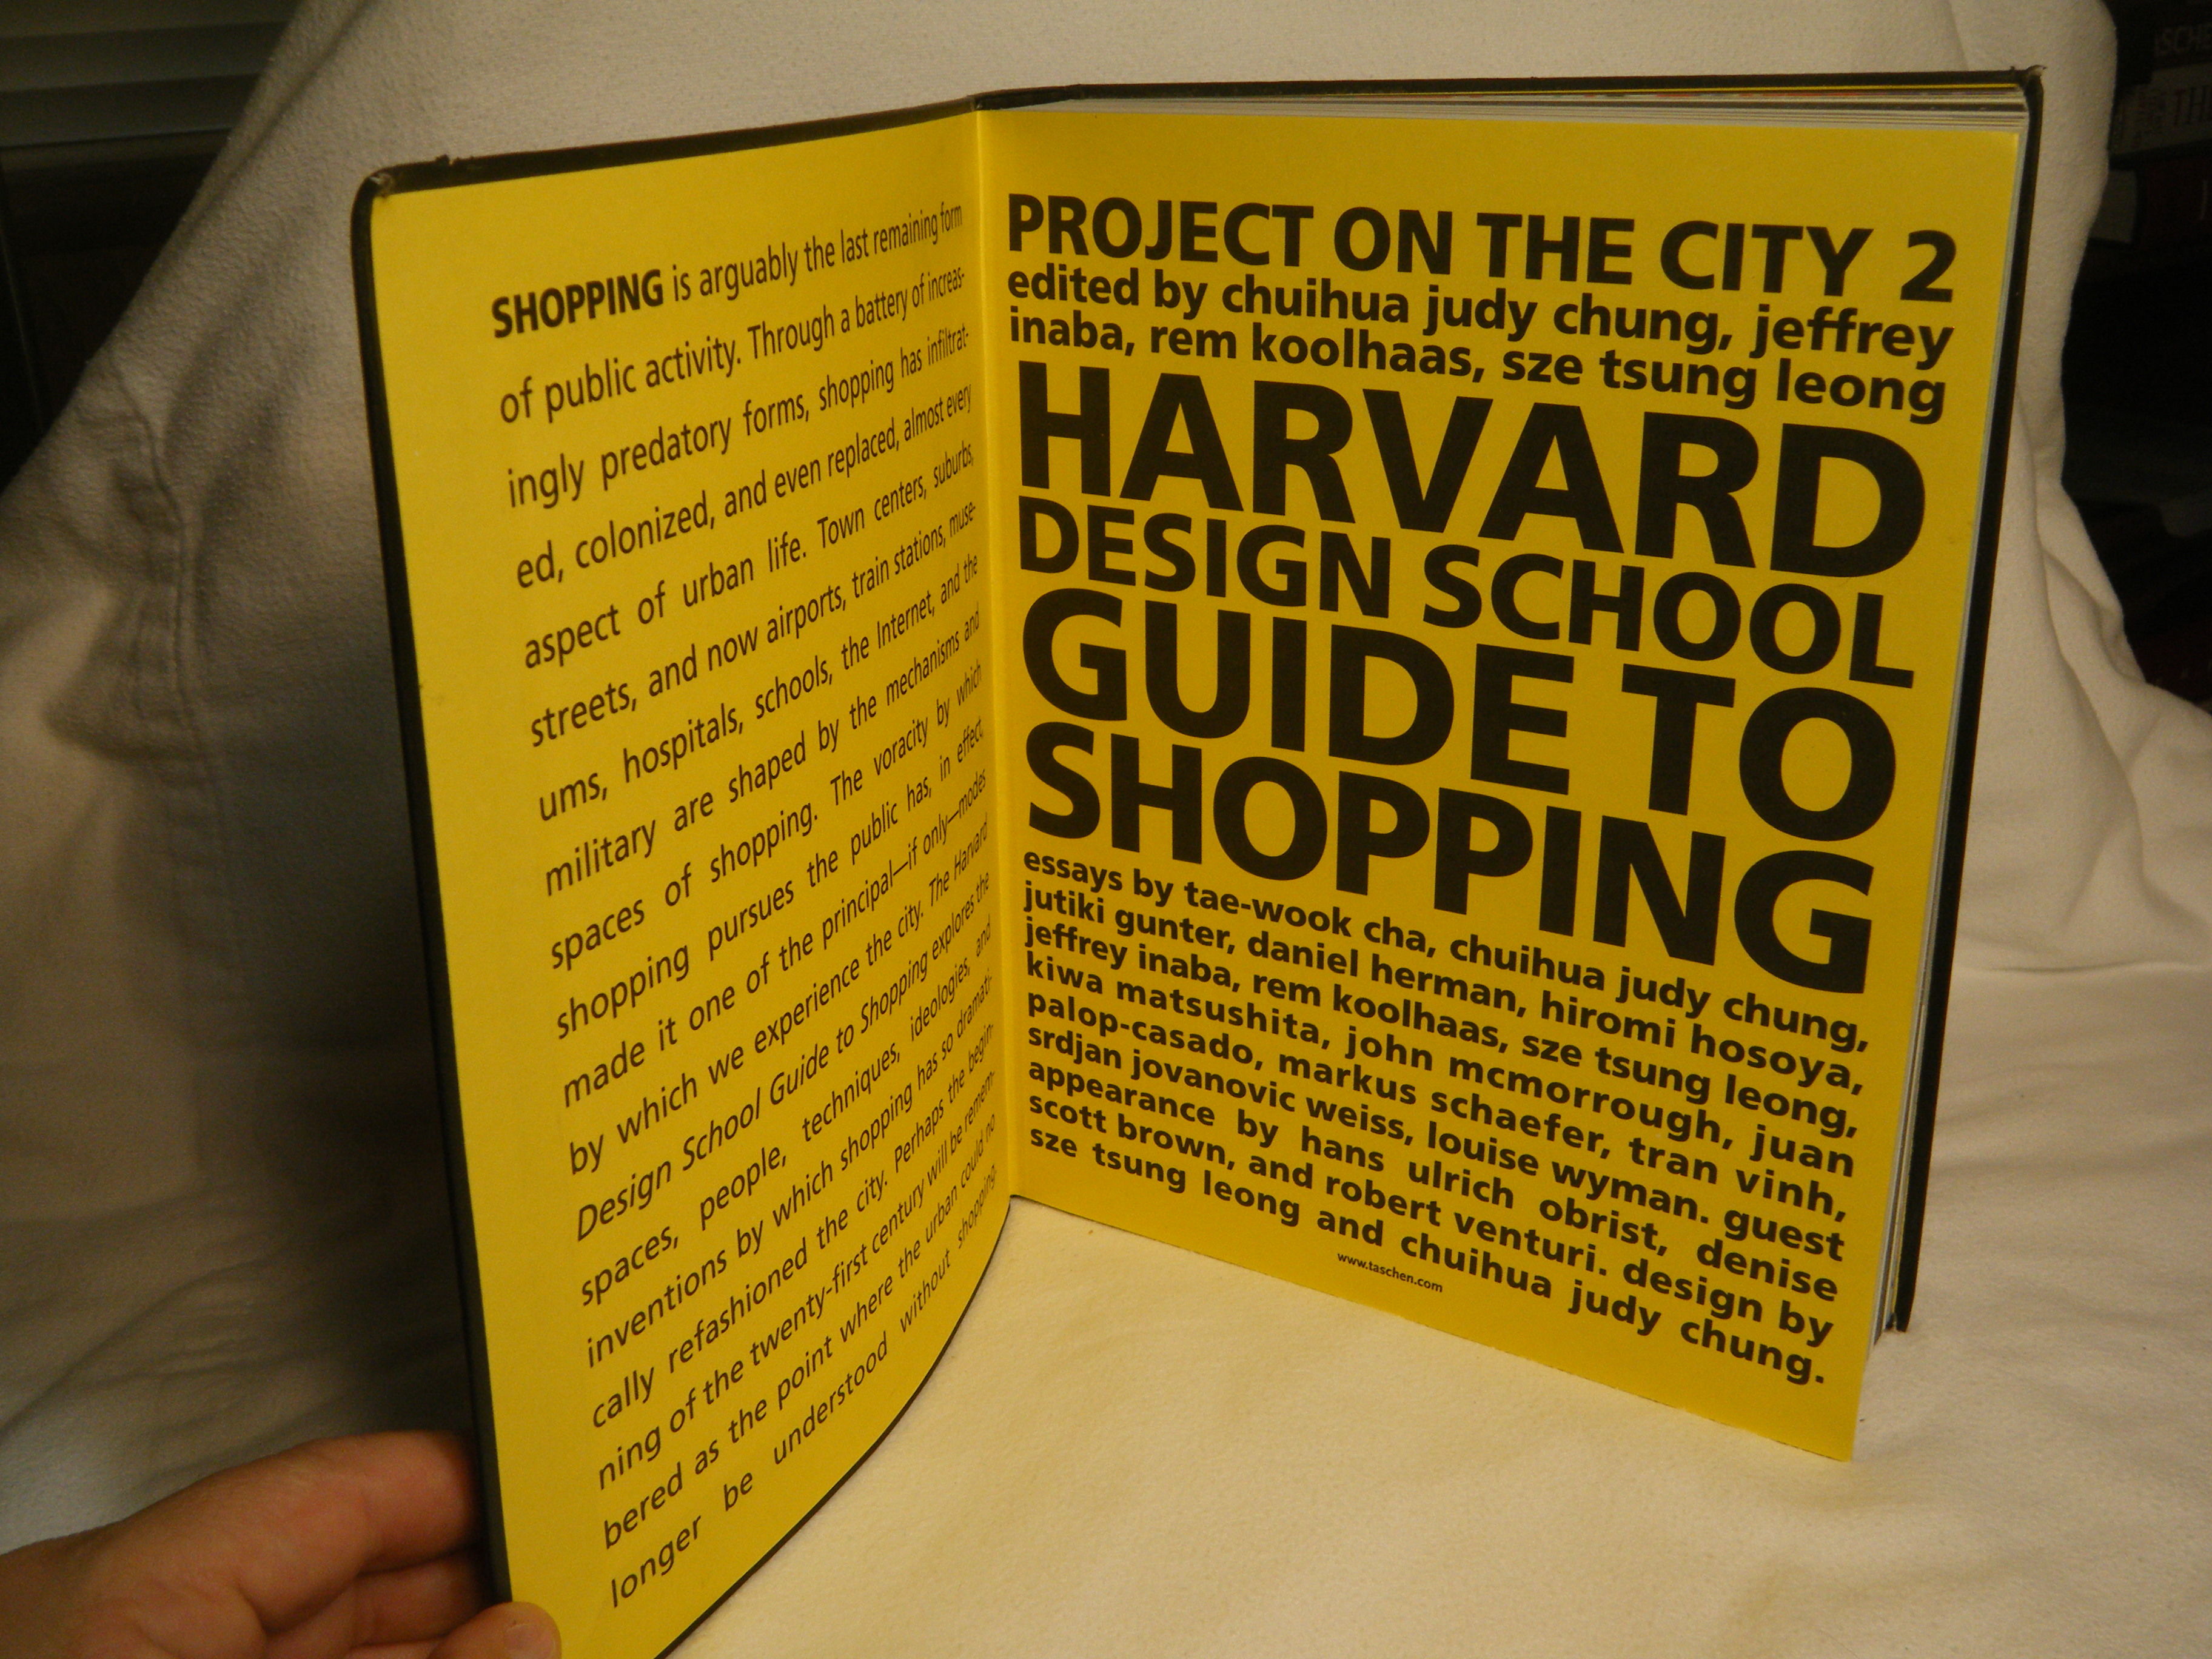 SHOPPING is arguably the last remaining form
of public activity. Through a battery of increas-
ingly predatory forms, shopping has infiltrat-
ed, colonized, and even replaced, almost every
aspect of urban life. Town centers, suburbs,
streets, and now airports, train stations, muse-
ums, hospitals, schools, the Internet, and the
military are shaped by the mechanisms and
spaces of shopping. The voracity by which
shopping pursues the public has, in effect,
made it one of the principal—if only—modes
by which we experience the city. The Harvard
Design School Guide to Shopping explores the
spaces, people, techniques, ideologies, and
inventions by which shopping has so dramati-
cally refashioned the city. Perhaps the begin-
ning of the twenty-first century will be remem-
bered as the point where the urban could no
longer be understood without shopping.
PROJECT ON THE CITY 2
edited by chuihua judy chung, jeffrey
inaba, rem koolhaas, sze tsung leong
HARVARD
DESIGN SCHOOL
GUIDE TO
SHOPPING
essays by tae-wook cha, chuihua judy chung,
jutiki gunter, daniel herman, hiromi hosoya,
jeffrey inaba, rem koolhaas, sze tsung leong,
kiwa matsushita, john mcmorrough, juan
palop-casado, markus schaefer, tran vinh,
srdjan jovanovic weiss, louise wyman. guest
appearance by hans ulrich obrist, denise
scott brown, and robert venturi. design by
sze tsung leong and chuihua judy chung.
www.taschen.com